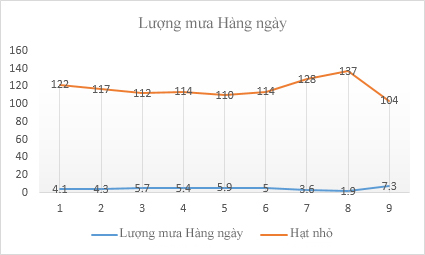 Lượng mưa Hàng ngày
160
140
120
100
80
60
40
20
0
122 117 112 114 110 114 128 137 104
4.1 4.3 5.7 5.4 5.9 5 3.6 1.9 7.3
1 2 3 4 5 6 7 8 9
Lượng mưa Hàng ngày Hạt nhỏ